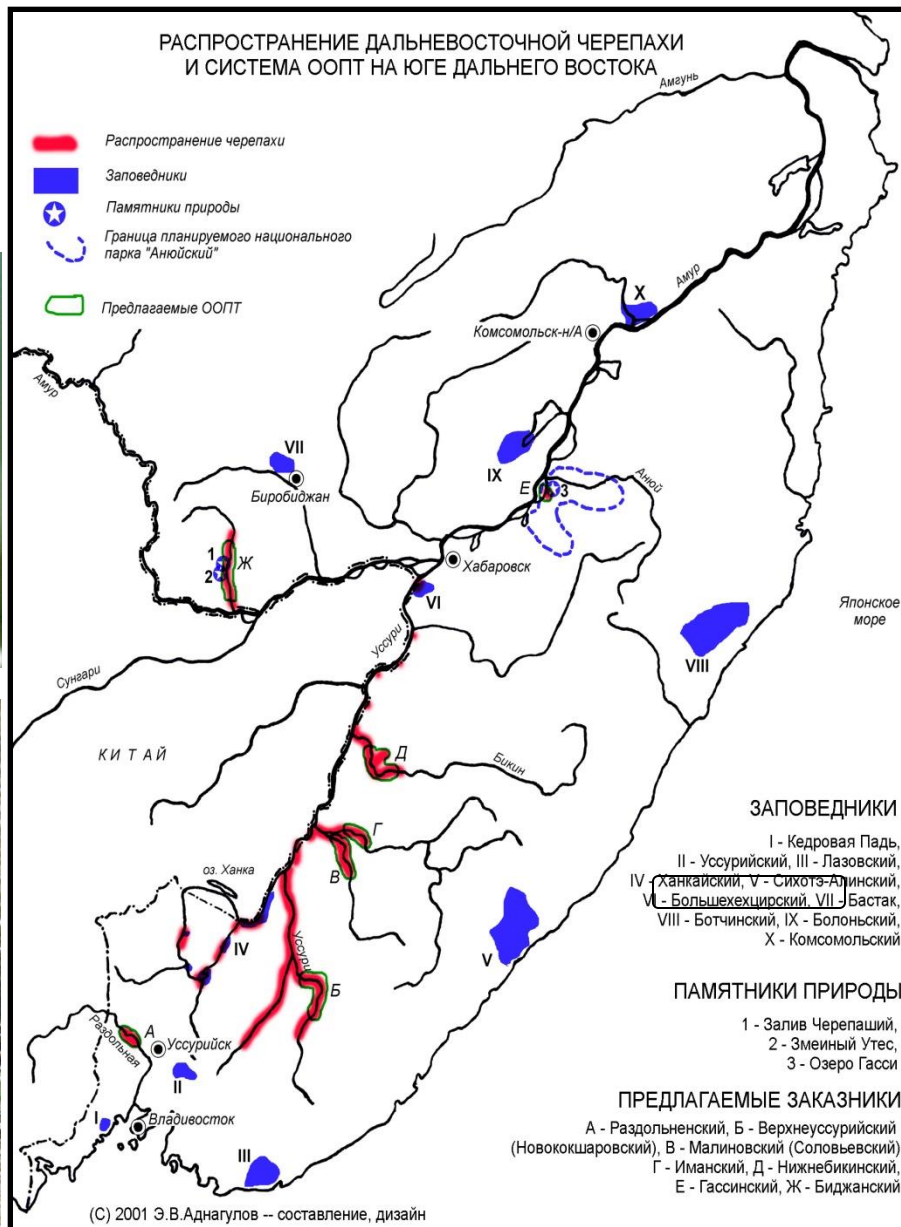 РАСПРОСТРАНЕНИЕ ДАЛЬНЕВОСТОЧНОЙ ЧЕРЕПАХИ
И СИСТЕМА ООПТ НА ЮГЕ ДАЛЬНЕГО ВОСТОКА
Амгунь
Распространение черепахи
Заповедники
Памятники природы
Граница планируемого национального
парка "Анюйский"
Предлагаемые ООПТ
X
Амур
Комсомольск-н/А
Амур
VII
Биробиджан
IX
Е
3
Анюй
1
2
Ж
Хабаровск
VI
Уссури
VIII
Японское
море
Сунгари
КИТАЙ
Д
Бикин
Г
В
оз. Ханка
IV
Уссури
Б
V
А
Раздольная
Уссурийск
II
I
Владивосток
III
ЗАПОВЕДНИКИ
I - Кедровая Падь,
II - Уссурийский, III - Лазовский,
IV - Ханкайский, V - Сихотэ-Алинский,
VI - Большехехцирский, VII - Бастак,
VIII - Ботчинский, IX - Болоньский,
X - Комсомольский
ПАМЯТНИКИ ПРИРОДЫ
1 - Залив Черепаший,
2 - Змеиный Утес,
3 - Озеро Гасси
ПРЕДЛАГАЕМЫЕ ЗАКАЗНИКИ
А - Раздольненский, Б - Верхнеуссурийский
(Новококшаровский), В - Малиновский (Соловьевский)
Г - Иманский, Д - Нижнебикинский,
Е - Гассинский, Ж - Биджанский
(С) 2001 Э.В.Аднагулов -- составление, дизайн